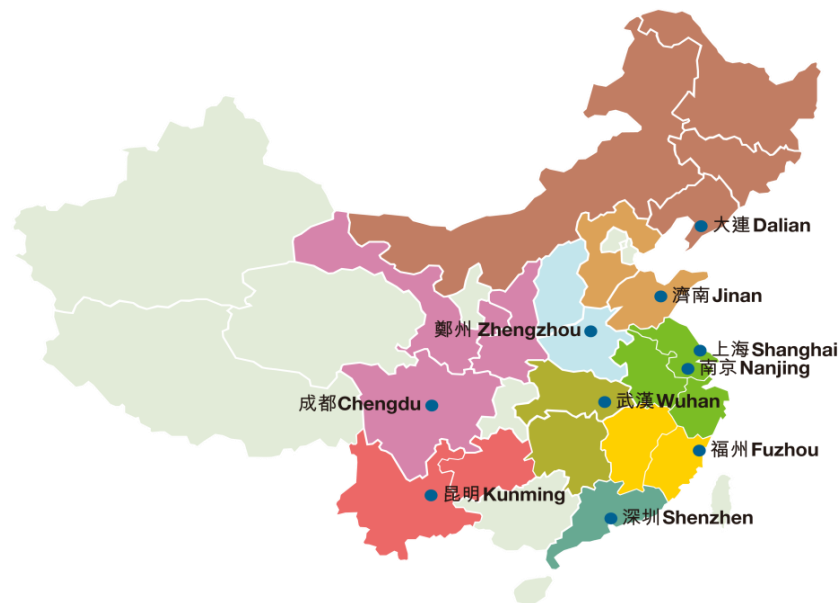 大連 Dalian
濟南 Jinan
鄭州 Zhengzhou
上海 Shanghai
南京 Nanjing
成都 Chengdu
武漢 Wuhan
福州 Fuzhou
昆明 Kunming
深圳 Shenzhen